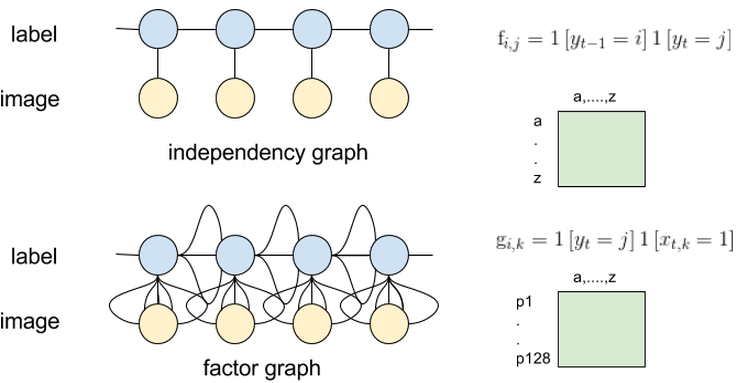 label
image
independency graph
f_{i,j} = 1 [y_{t−1} = i] 1 [y_t = j]
a,....,z
a
.
.
z
label
image
factor graph
g_{i,k} = 1 [y_t = j] 1 [x_{t,k} = 1]
a,....,z
p1
.
.
p128